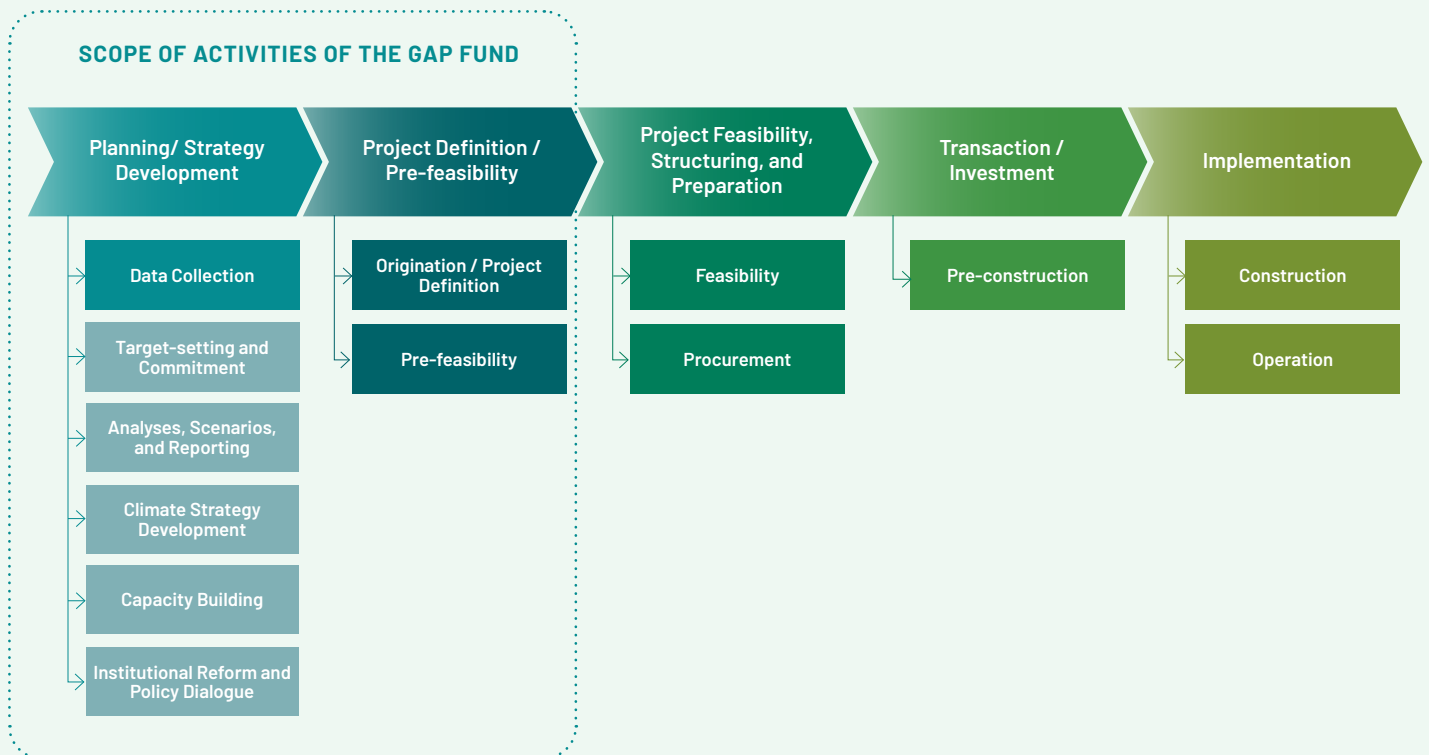 SCOPE OF ACTIVITIES OF THE GAP FUND
Planning/ Strategy
Development
Project Definition /
Pre-feasibility
Project Feasibility,
Structuring, and
Preparation
Transaction /
Investment
Implementation
Data Collection
Target-setting and
Commitment
Analyses, Scenarios,
and Reporting
Climate Strategy
Development
Capacity Building
Institutional Reform and
Policy Dialogue
Origination / Project
Definition
Pre-feasibility
Feasibility
Procurement
Pre-construction
Construction
Operation